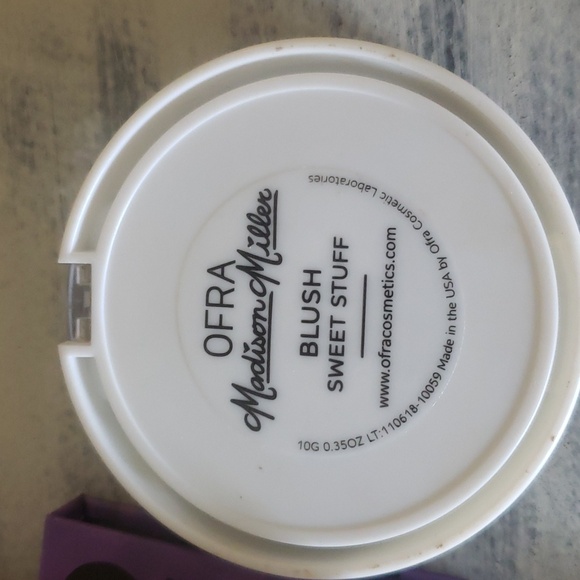 OFRA
Madison Miller
BLUSH
SWEET STUFF
www.ofracosmetics.com
10G 0.35OZ LT:110618-10059 Made in the USA by Ofra Cosmetic Laboratories